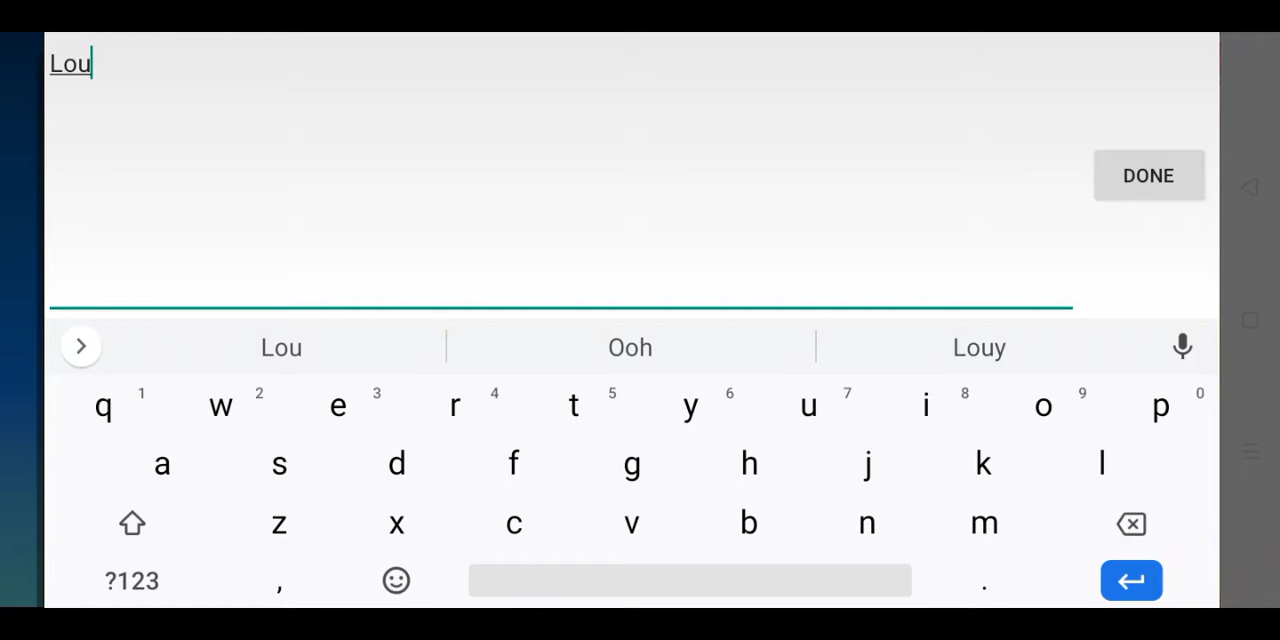 Lou
DONE
Lou Ooh Louy
q 1 w 2 e 3 r 4 t 5 y 6 u 7 i 8 o 9 p 0
a s d f g h j k l
z x c v b n m
?123 , .